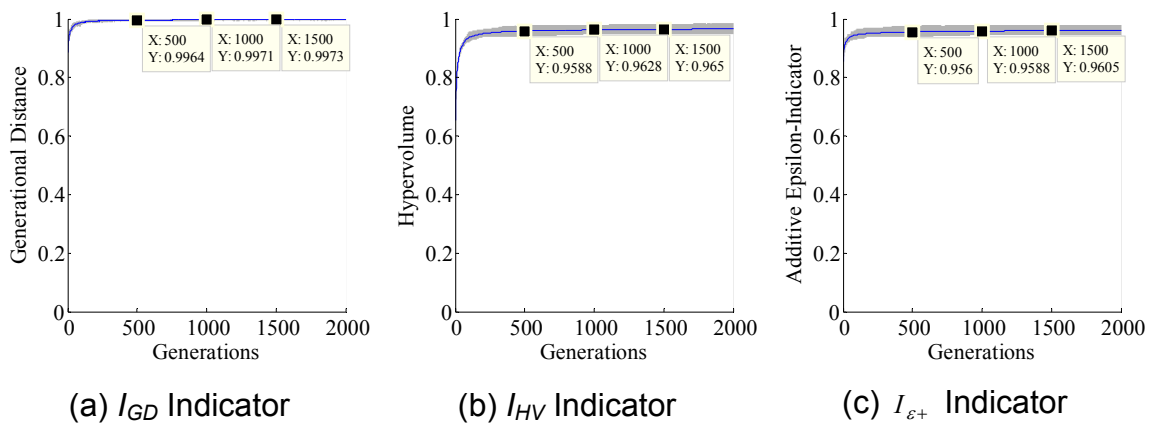 Generational Distance
1
0.8
0.6
0.4
0.2
0
X: 500
Y: 0.9964
X: 1000
Y: 0.9971
X: 1500
Y: 0.9973
0 500 1000 1500 2000
Generations
(a) I_GD Indicator
Hypervolume
1
0.8
0.6
0.4
0.2
0
X: 500
Y: 0.9588
X: 1000
Y: 0.9628
X: 1500
Y: 0.965
0 500 1000 1500 2000
Generations
(b) I_HV Indicator
Additive Epsilon-Indicator
1
0.8
0.6
0.4
0.2
0
X: 500
Y: 0.956
X: 1000
Y: 0.9588
X: 1500
Y: 0.9605
0 500 1000 1500 2000
Generations
(c) I_ε+ Indicator